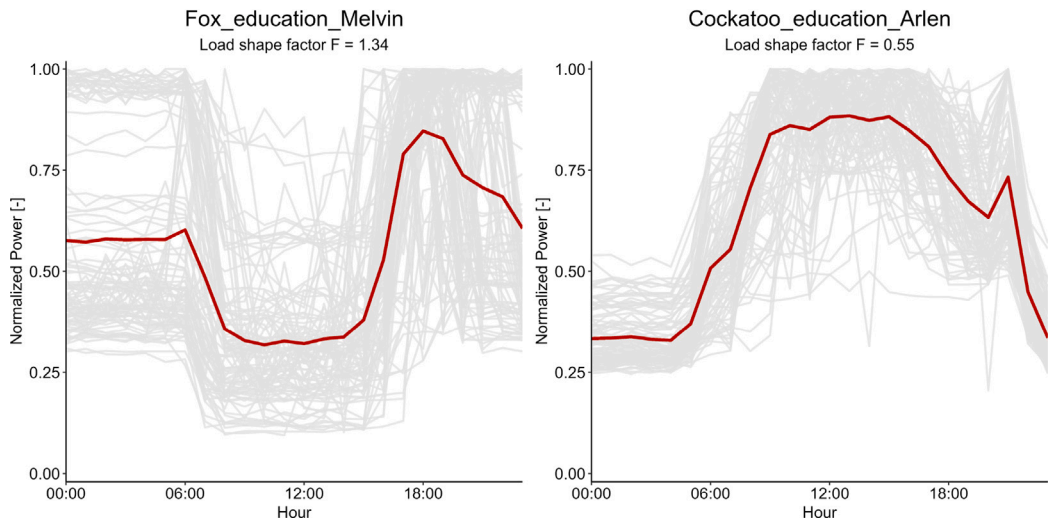 Fox_education_Melvin
Load shape factor F = 1.34
1.00
0.75
0.50
0.25
0.00
Normalized Power [-]
00:00 06:00 12:00 18:00
Hour
Cockatoo_education_Arlen
Load shape factor F = 0.55
1.00
0.75
0.50
0.25
0.00
Normalized Power [-]
00:00 06:00 12:00 18:00
Hour